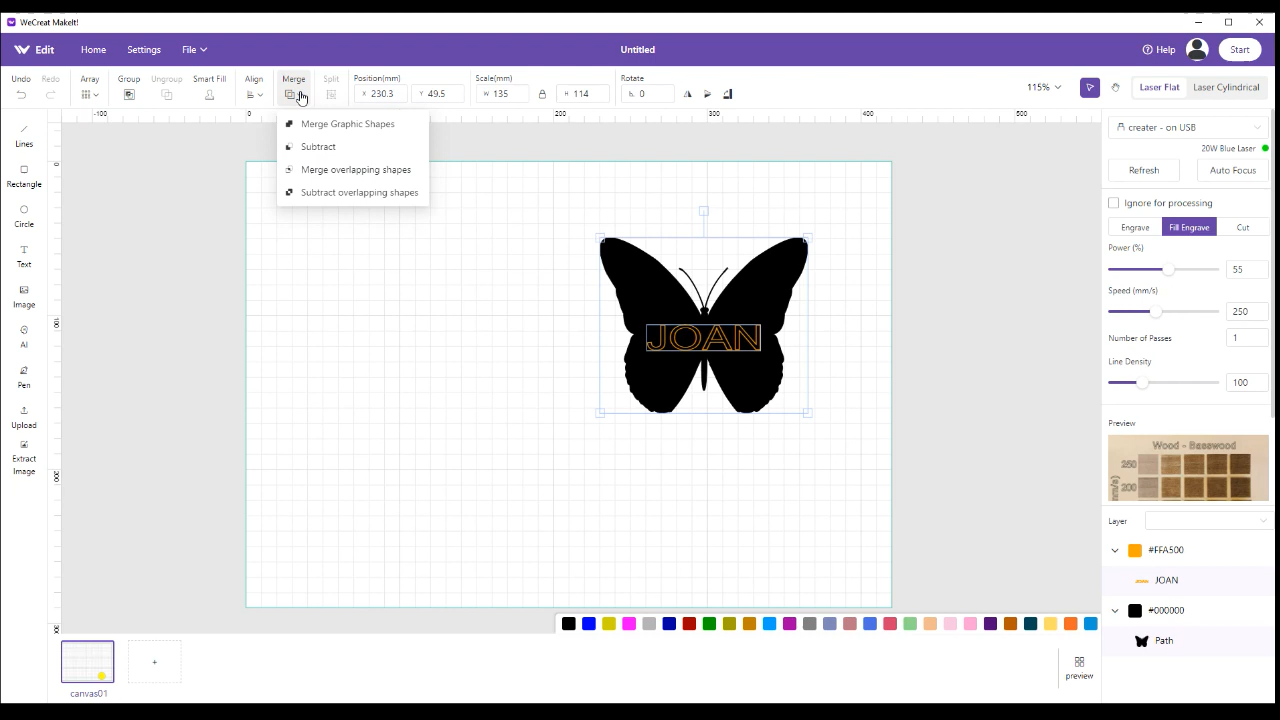 WeCreat MakeIt!
Edit Home Settings File Untitled Help Start
Undo Redo Array Group Ungroup Smart Fill Align Merge Split Position(mm) Scale(mm) Rotate
X 230.3 Y 49.5 W 135 H 114 0
115% Laser Flat Laser Cylindrical
Merge Graphic Shapes
Subtract
Merge overlapping shapes
Subtract overlapping shapes
-100 0 200 300 400 500
0
100
200
Lines
Rectangle
Circle
Text
Image
AI
Pen
Upload
Extract
Image
JOAN
creater - on USB
20W Blue Laser
Refresh Auto Focus
Ignore for processing
Engrave Fill Engrave Cut
Power (%)
55
Speed (mm/s)
250
Number of Passes 1
Line Density
100
Preview
Wood - Basswood
250
200
Layer
#FFA500
JOAN
#000000
Path
canvas01
+
preview